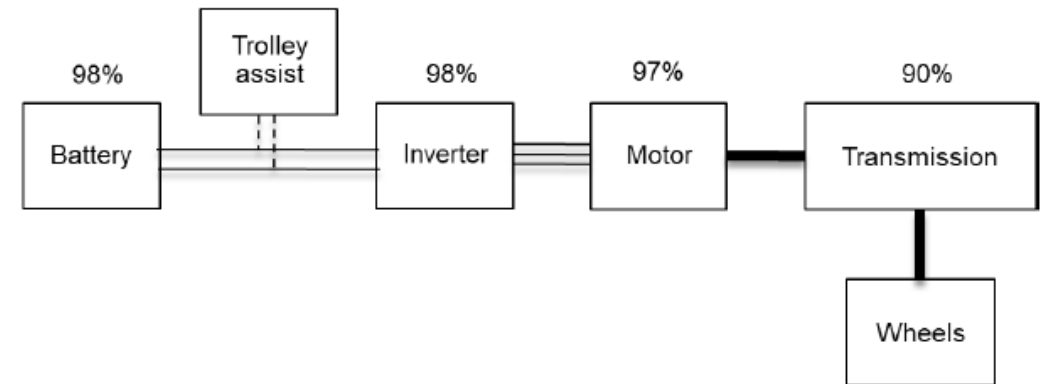 Trolley
assist
98%
98%
97%
90%
Battery
Inverter
Motor
Transmission
Wheels